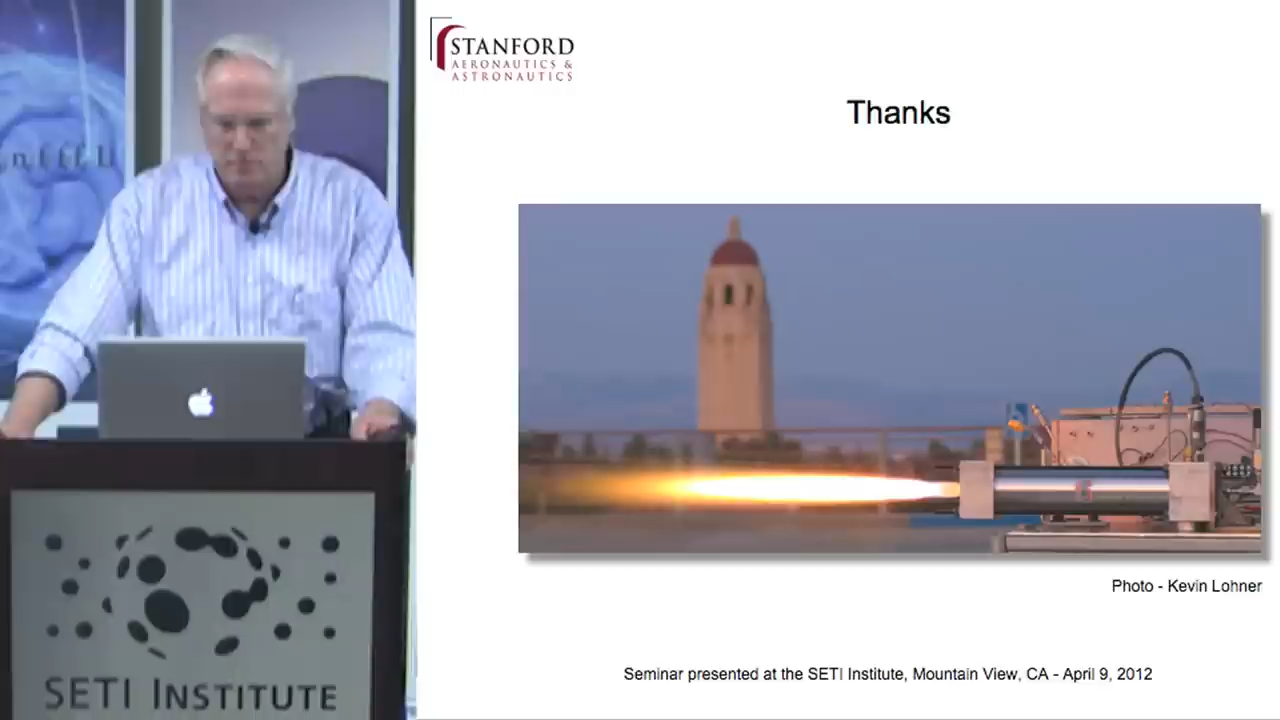 STANFORD
AERONAUTICS &
ASTRONAUTICS
Thanks
Photo - Kevin Lohner
Seminar presented at the SETI Institute, Mountain View, CA - April 9, 2012
SETI INSTITUTE